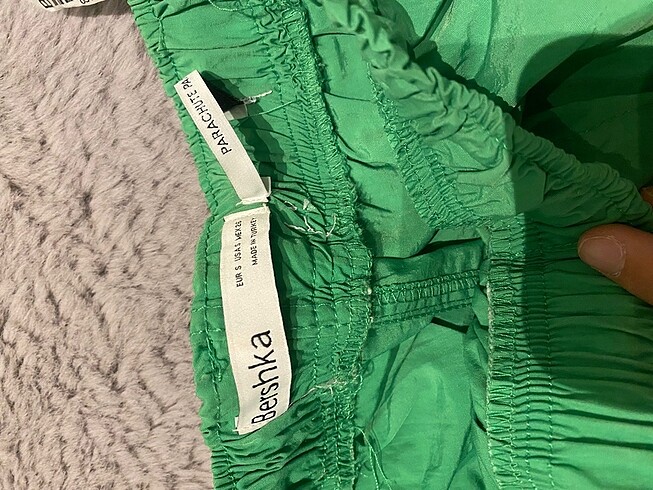 PARACHUTE PA
Bershka
EUR S USA S MEX 26
MADE IN TURKEY